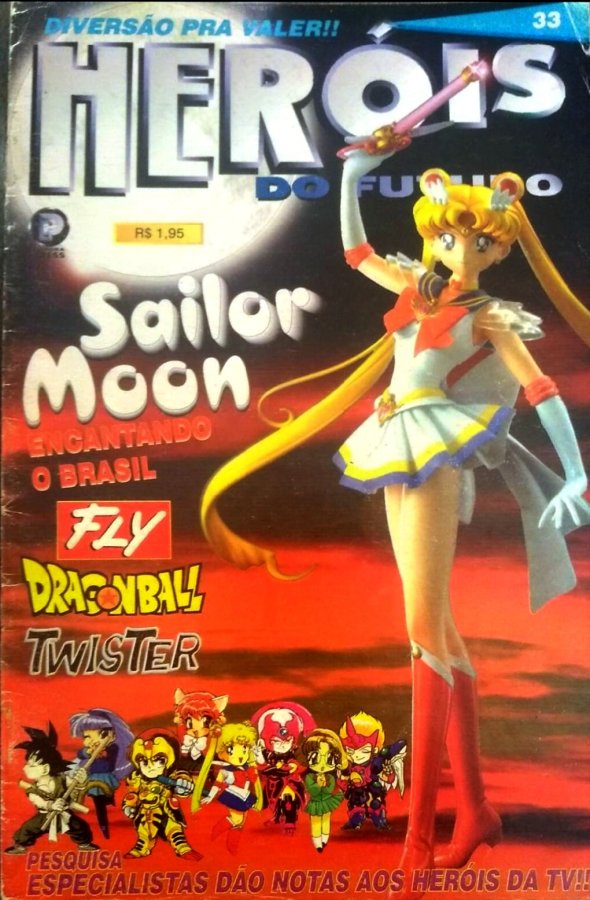 DIVERSÃO PRA VALER!!
33
HERÓIS
DO FUTURO
R$ 1,95
Sailor
Moon
ENCANTANDO
O BRASIL
FLY
DRAGONBALL
TWISTER
PESQUISA
ESPECIALISTAS DÃO NOTAS AOS HERÓIS DA TV!!